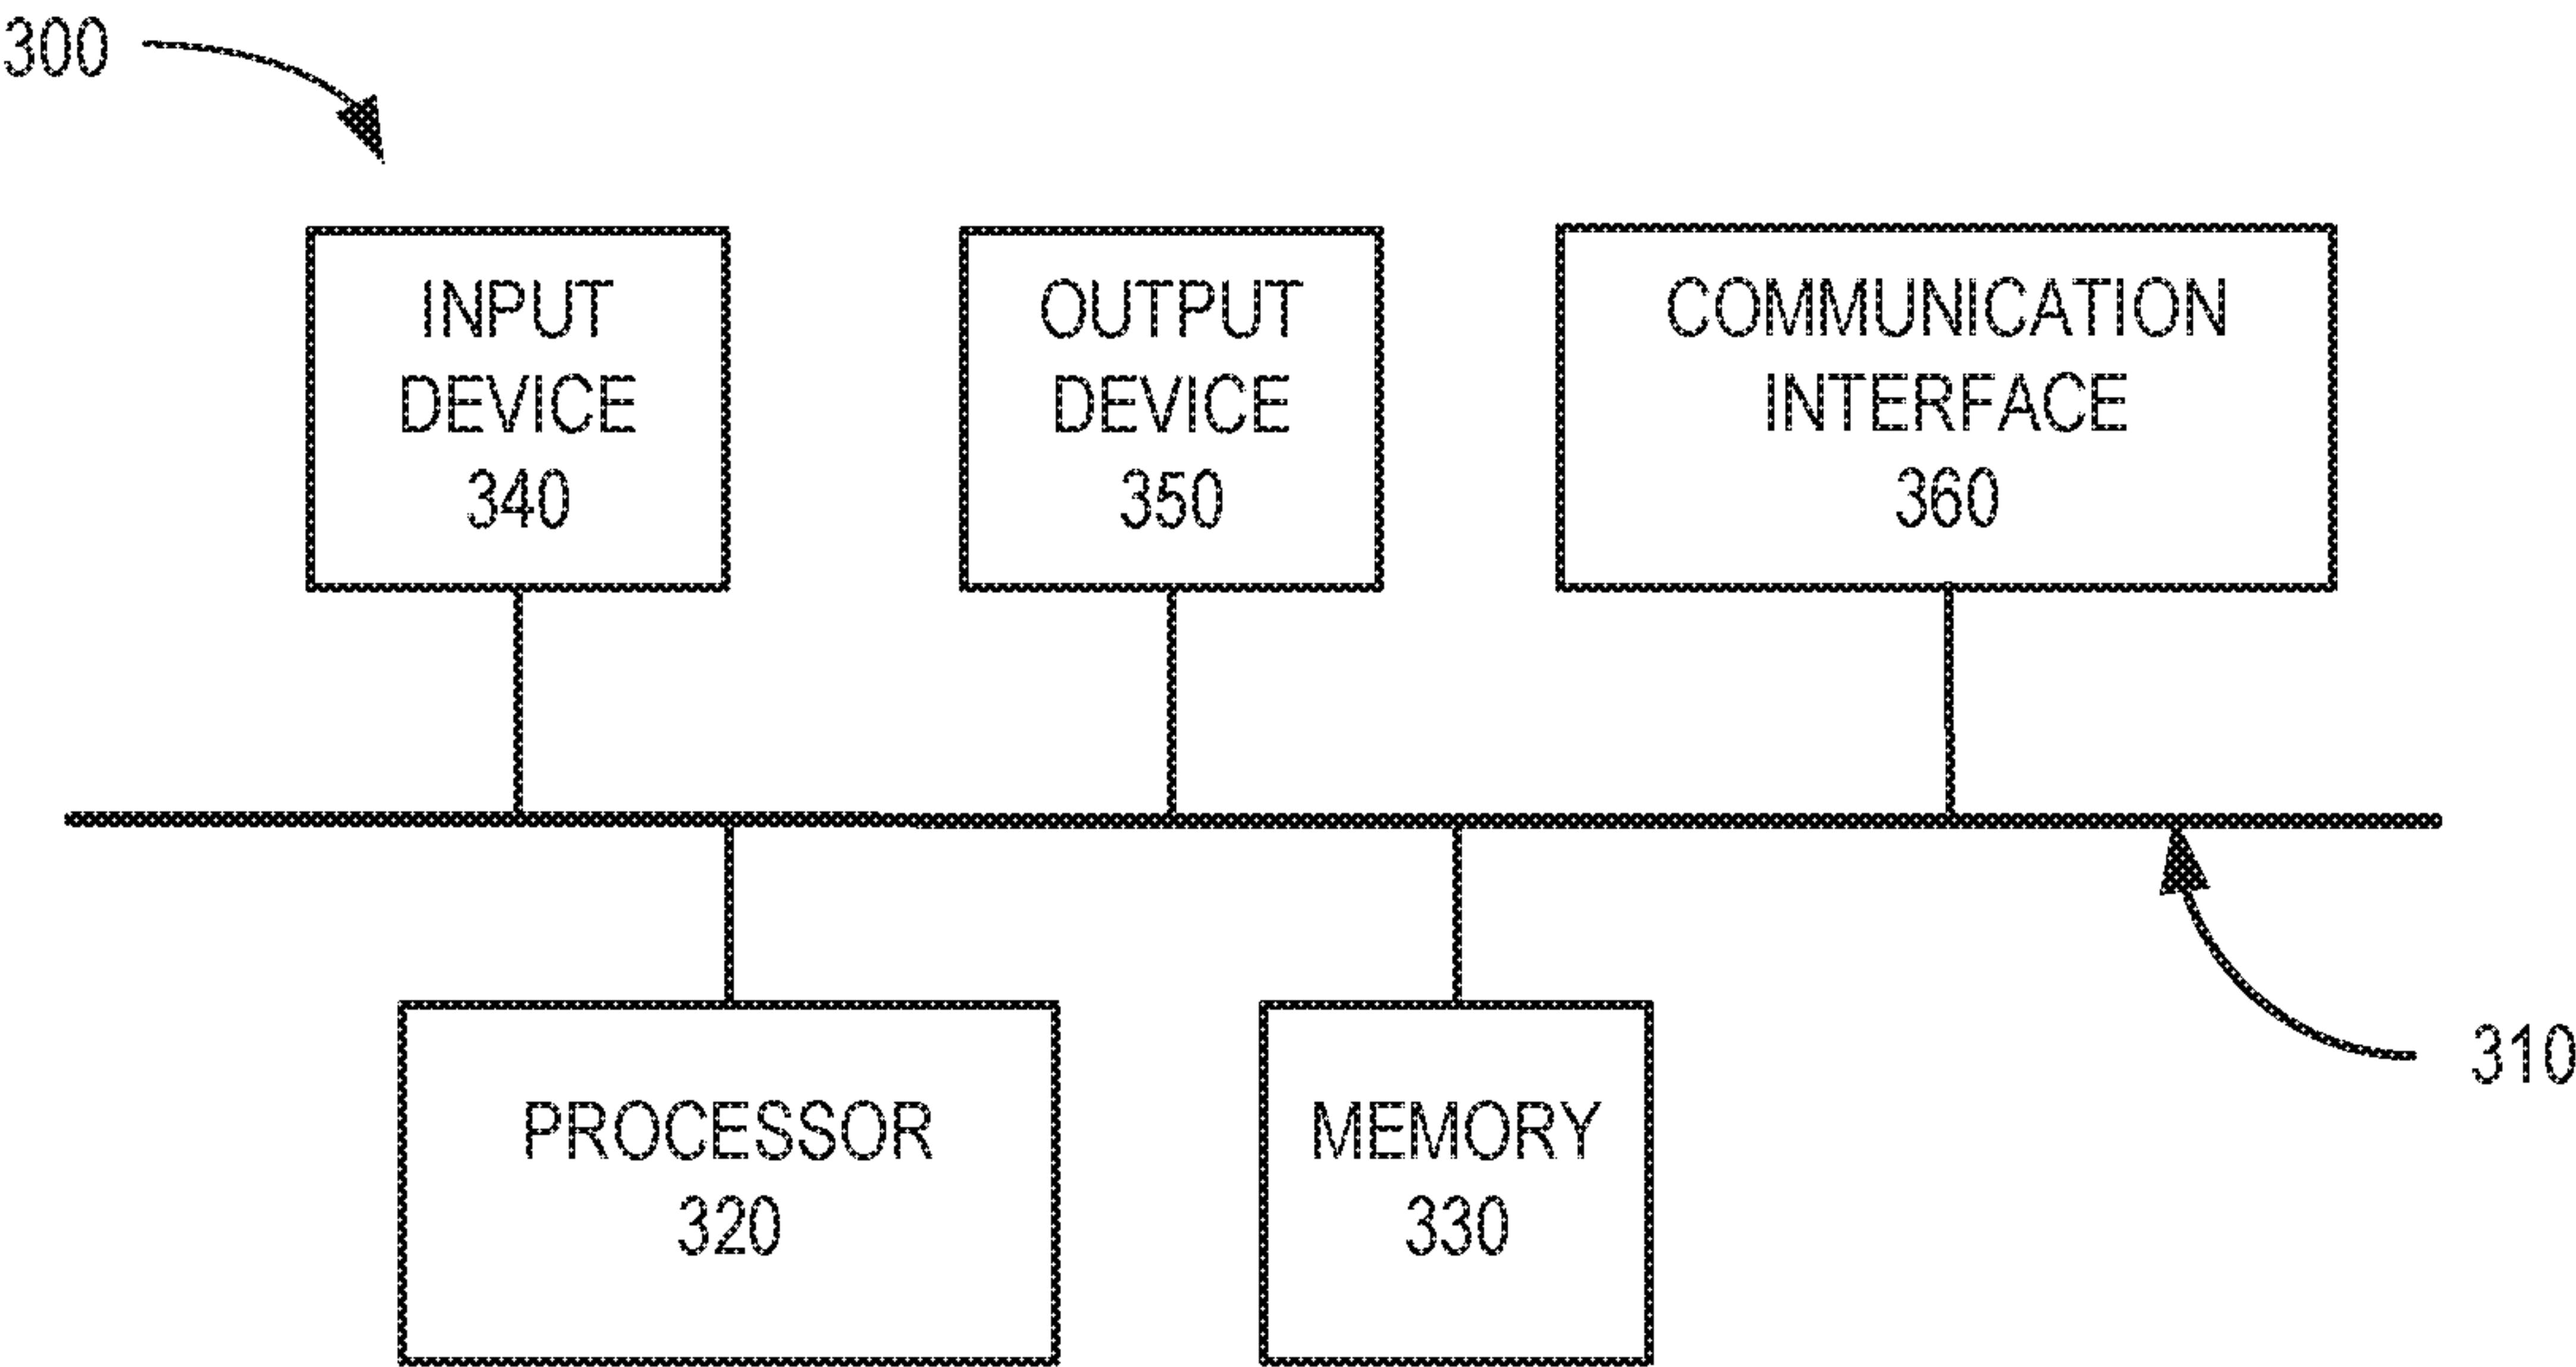 300
INPUT
DEVICE
340
OUTPUT
DEVICE
350
COMMUNICATION
INTERFACE
360
PROCESSOR
320
MEMORY
330
310